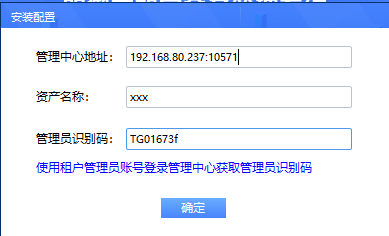 安装配置
管理中心地址: 192.168.80.237:10571
资产名称: xxx
管理员识别码: TG01673f
使用租户管理员账号登录管理中心获取管理员识别码
确定